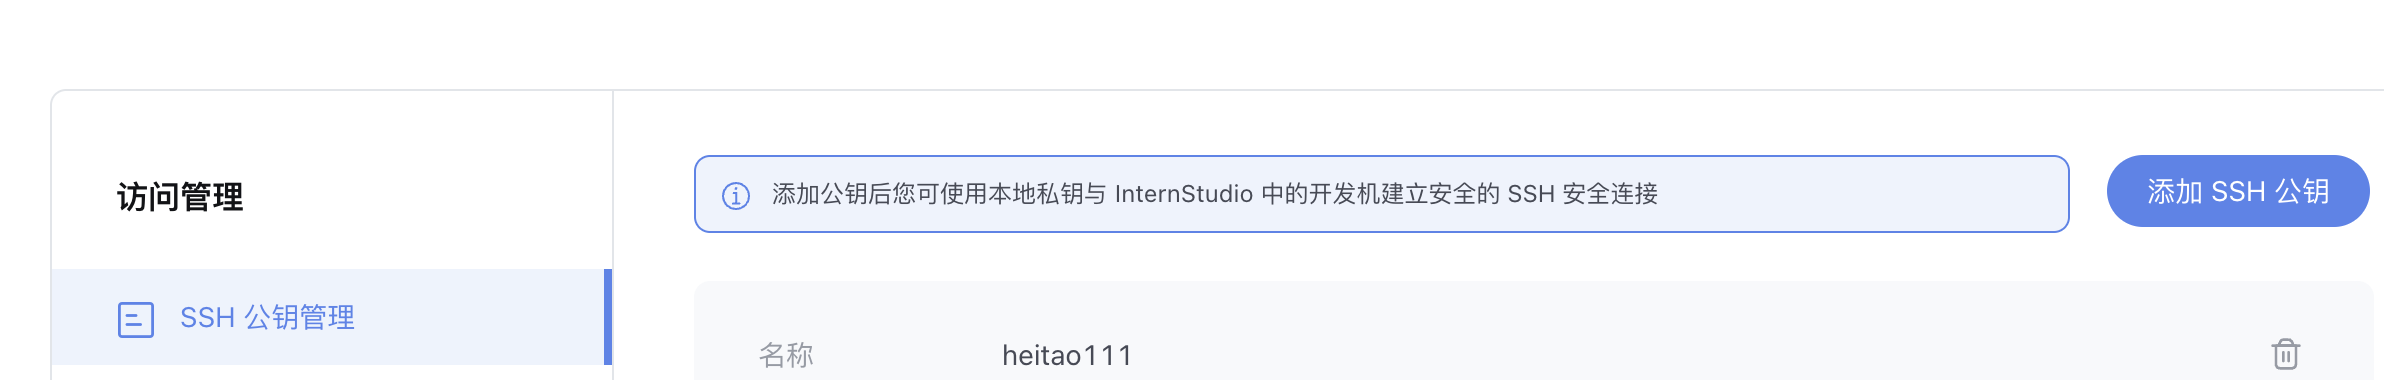 访问管理
SSH 公钥管理
添加公钥后您可使用本地私钥与 InternStudio 中的开发机建立安全的 SSH 安全连接
添加 SSH 公钥
名称 heitao111